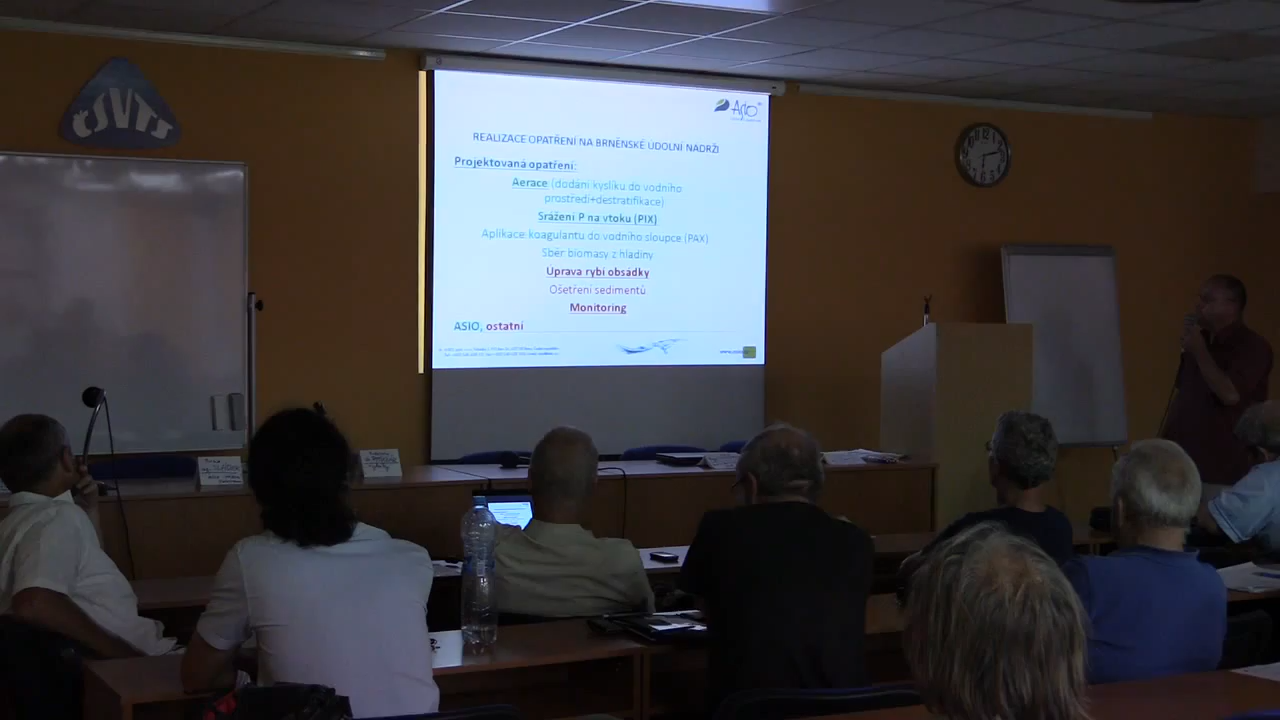 ČSVTS
ASIO
REALIZACE OPATŘENÍ NA BRNĚNSKÉ ÚDOLNÍ NÁDRŽI
Projektovaná opatření:
Aerace (dodání kyslíku do vodního
prostředí+destratifikace)
Srážení P na vtoku (PIX)
Aplikace koagulantu do vodního sloupce (PAX)
Sběr biomasy z hladiny
Úprava rybí obsádky
Ošetření sedimentů
Monitoring
ASIO, ostatní